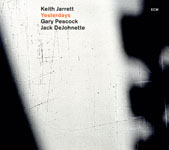 Keith Jarrett
Yesterdays
Gary Peacock
Jack DeJohnette
ECM